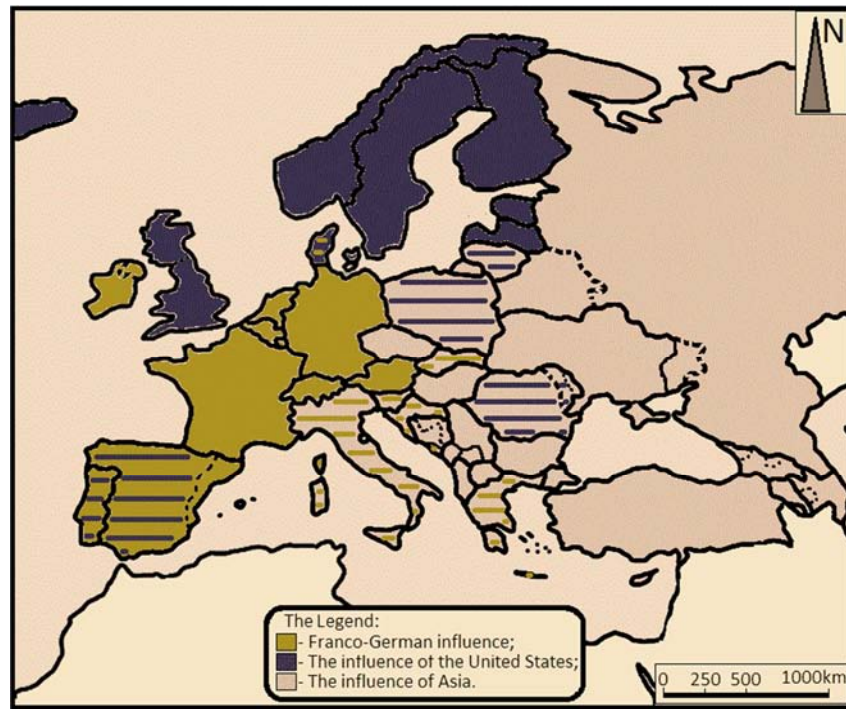 N
The Legend:
- Franco-German influence;
- The influence of the United States;
- The influence of Asia.
0 250 500 1000km